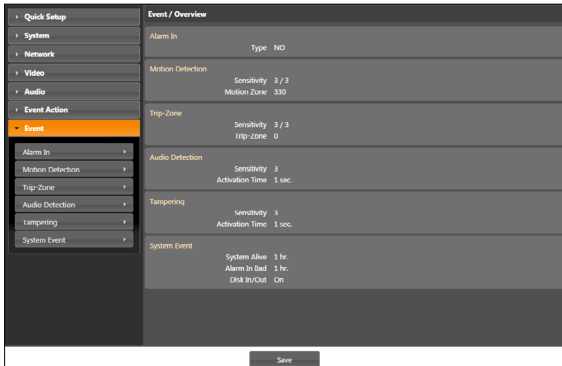 Quick Setup
System
Network
Video
Audio
Event Action
Event
Alarm In
Motion Detection
Trip-Zone
Audio Detection
Tampering
System Event
Event / Overview
Alarm In
Type NO
Motion Detection
Sensitivity 3 / 3
Motion Zone 330
Trip-Zone
Sensitivity 3 / 3
Trip-Zone 0
Audio Detection
Sensitivity 3
Activation Time 1 sec.
Tampering
Sensitivity 3
Activation Time 1 sec.
System Event
System Alive 1 hr.
Alarm In Bad 1 hr.
Disk In/Out On
Save